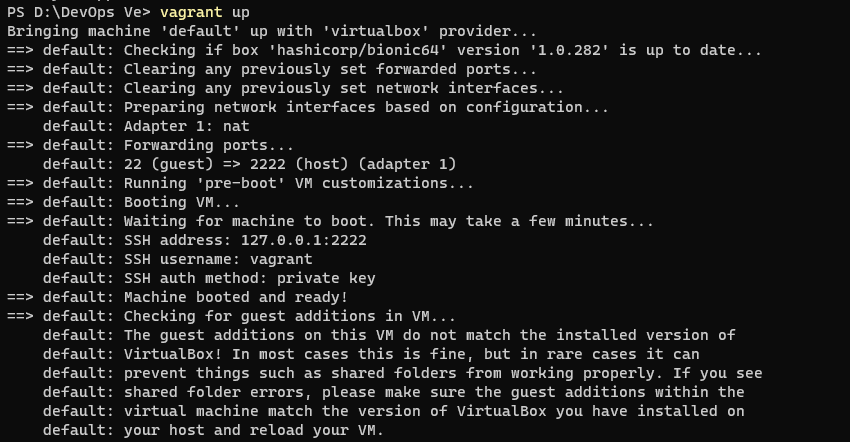 PS D:\DevOps Ve> vagrant up
Bringing machine 'default' up with 'virtualbox' provider...
==> default: Checking if box 'hashicorp/bionic64' version '1.0.282' is up to date...
==> default: Clearing any previously set forwarded ports...
==> default: Clearing any previously set network interfaces...
==> default: Preparing network interfaces based on configuration...
    default: Adapter 1: nat
==> default: Forwarding ports...
    default: 22 (guest) => 2222 (host) (adapter 1)
==> default: Running 'pre-boot' VM customizations...
==> default: Booting VM...
==> default: Waiting for machine to boot. This may take a few minutes...
    default: SSH address: 127.0.0.1:2222
    default: SSH username: vagrant
    default: SSH auth method: private key
==> default: Machine booted and ready!
==> default: Checking for guest additions in VM...
    default: The guest additions on this VM do not match the installed version of
    default: VirtualBox! In most cases this is fine, but in rare cases it can
    default: prevent things such as shared folders from working properly. If you see
    default: shared folder errors, please make sure the guest additions within the
    default: virtual machine match the version of VirtualBox you have installed on
    default: your host and reload your VM.